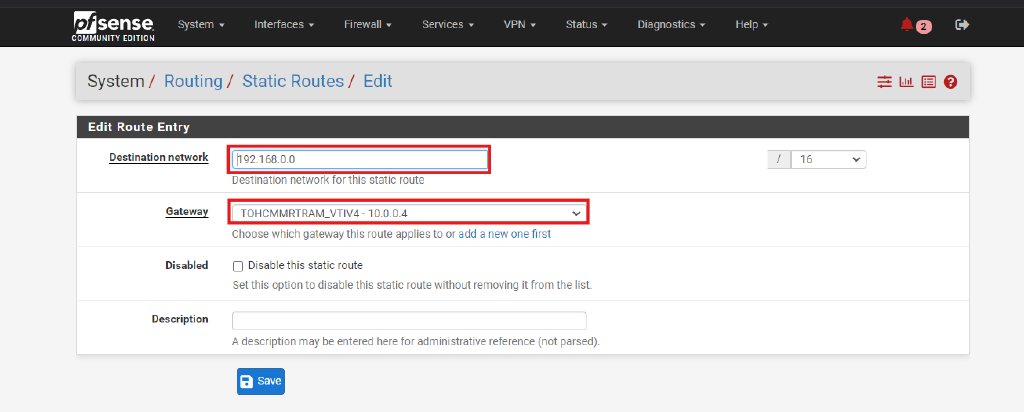 pfsense
COMMUNITY EDITION
System Interfaces Firewall Services VPN Status Diagnostics Help 2
System / Routing / Static Routes / Edit
Edit Route Entry
Destination network 192.168.0.0 / 16
Destination network for this static route
Gateway TOHCMMRTRAM_VTIV4 - 10.0.0.4
Choose which gateway this route applies to or add a new one first
Disabled Disable this static route
Set this option to disable this static route without removing it from the list.
Description
A description may be entered here for administrative reference (not parsed).
Save